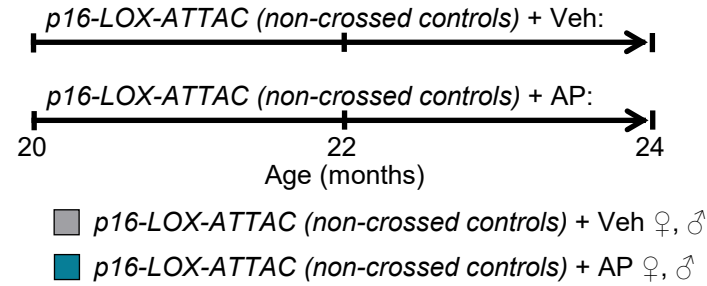 p16-LOX-ATTAC (non-crossed controls) + Veh:
p16-LOX-ATTAC (non-crossed controls) + AP:
20 22 24
Age (months)
p16-LOX-ATTAC (non-crossed controls) + Veh ♀, ♂
p16-LOX-ATTAC (non-crossed controls) + AP ♀, ♂